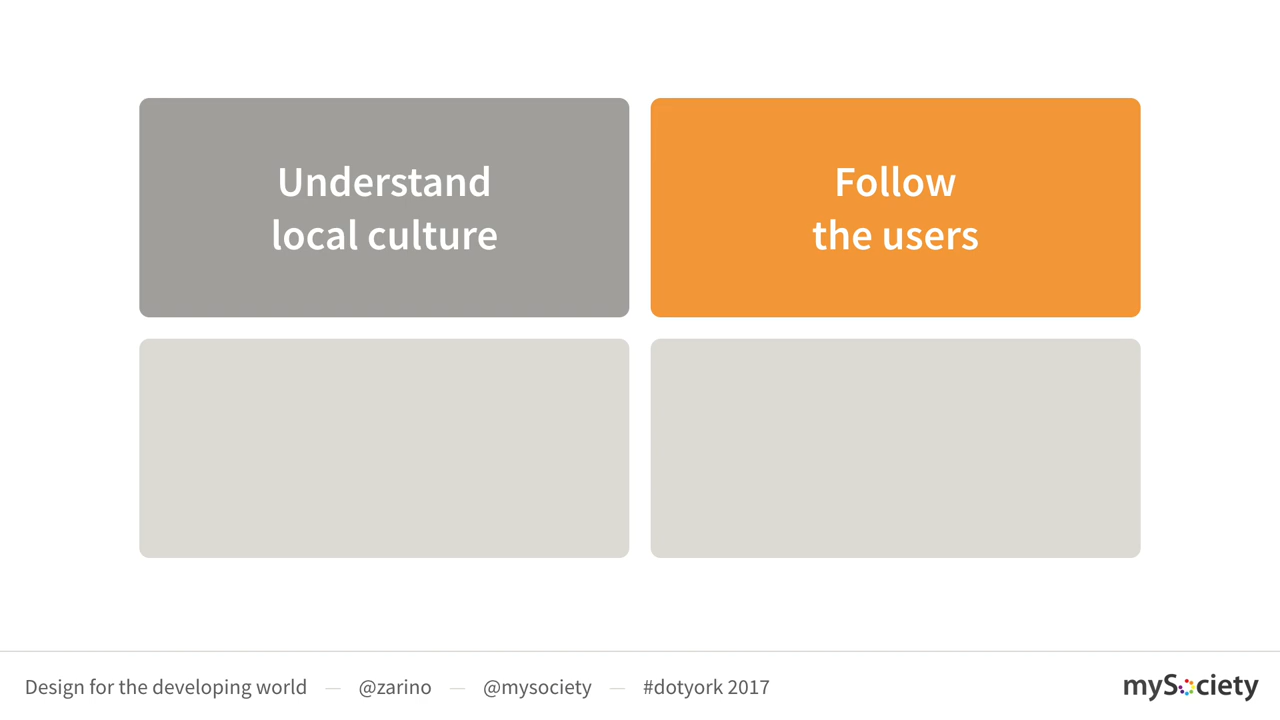 Understand
local culture
Follow
the users
Design for the developing world — @zarino — @mysociety — #dotyork 2017
mySociety